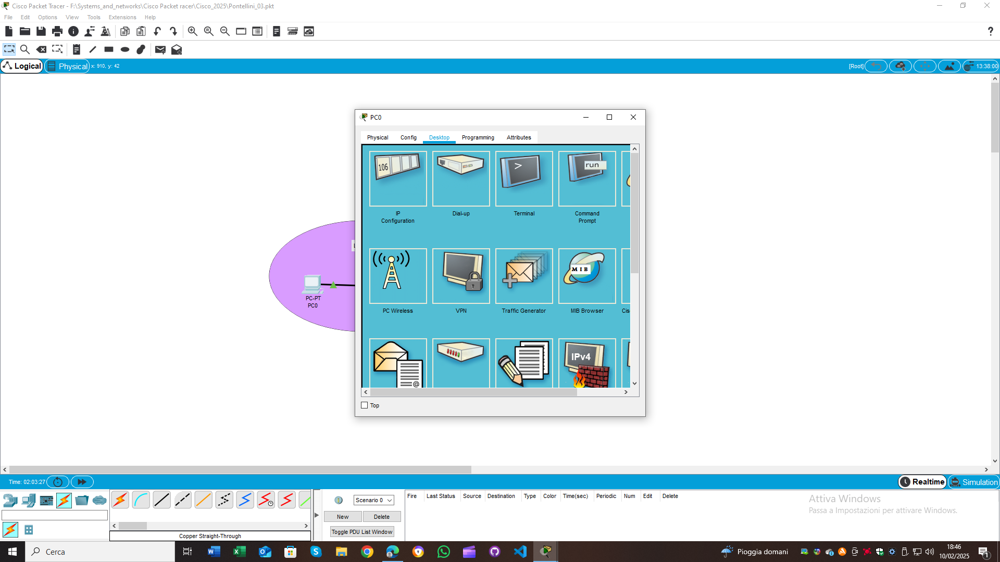 Cisco Packet Tracer - F:\Systems_and_networks\Cisco Packet racer\Cisco_2025\Pontellini_03.pkt
File Edit Options View Tools Extensions Help
Logical Physical x: 910, y: 42 [Root] 13:38:00
PC0
Physical Config Desktop Programming Attributes
106
>
run
IP
Configuration
Dial-up
Terminal
Command
Prompt
MIB
PC Wireless VPN Traffic Generator MIB Browser Cis
IPv4
@
Top
PC-PT
PC0
Time: 02:03:27 Realtime Simulation
Scenario 0
New Delete
Toggle PDU List Window
Fire Last Status Source Destination Type Color Time(sec) Periodic Num Edit Delete
Copper Straight-Through
Attiva Windows
Passa a Impostazioni per attivare Windows.
Cerca
Pioggia domani
18:46
10/02/2025
1